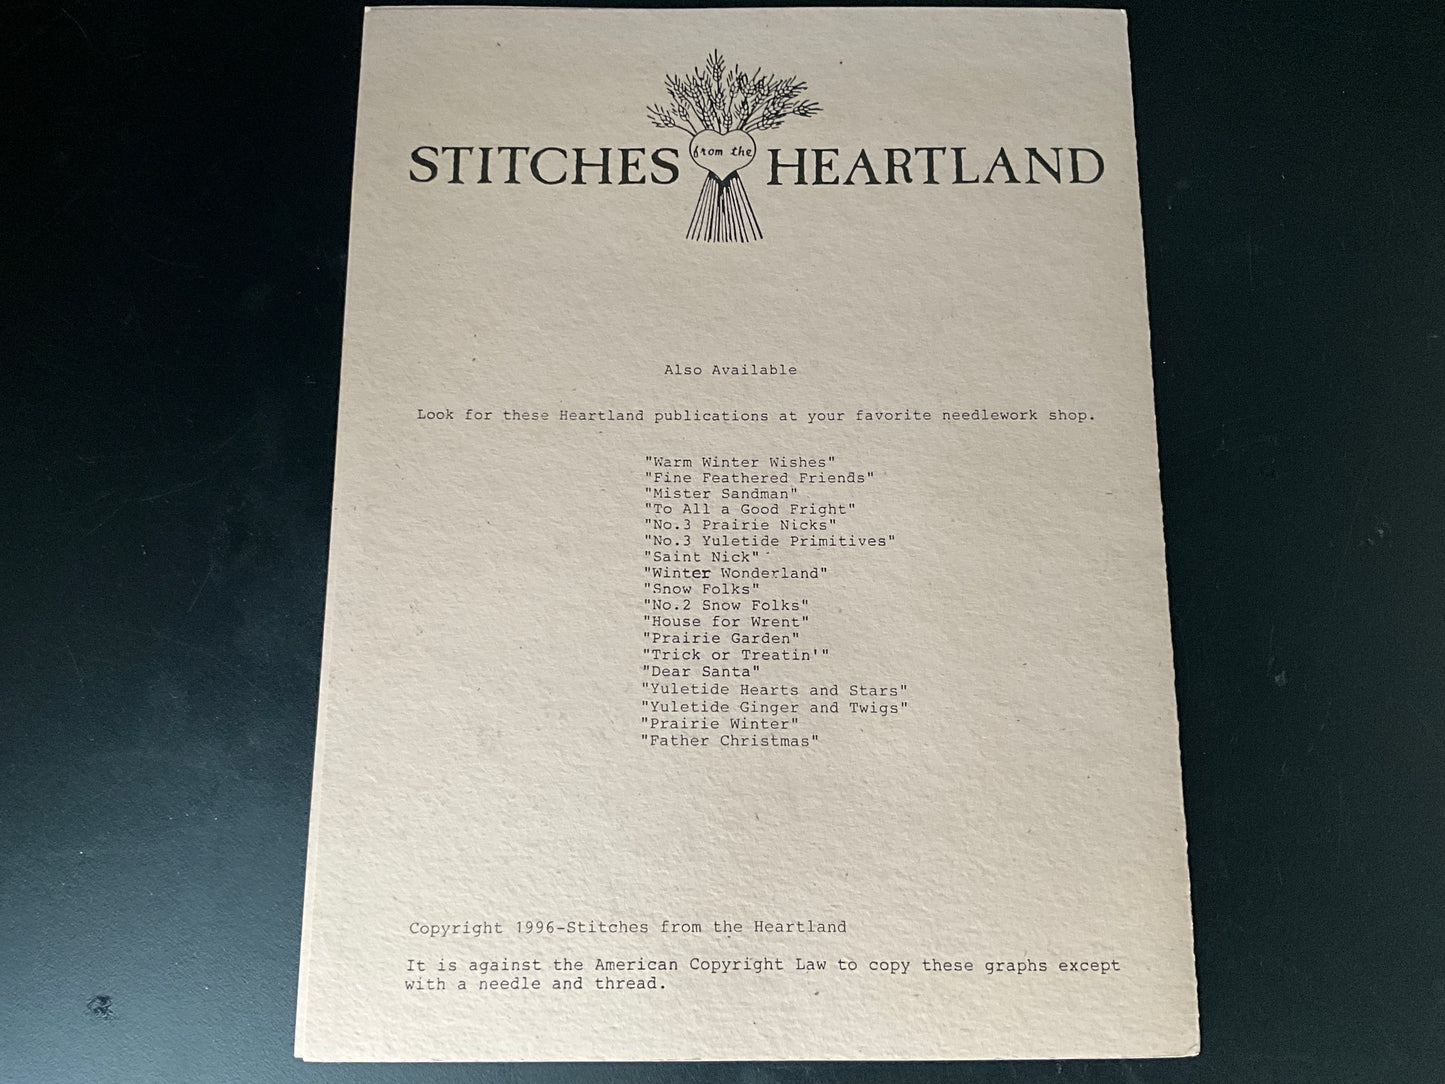 STITCHES from the HEARTLAND
Also Available
Look for these Heartland publications at your favorite needlework shop.
"Warm Winter Wishes"
"Fine Feathered Friends"
"Mister Sandman"
"To All a Good Fright"
"No.3 Prairie Nicks"
"No.3 Yuletide Primitives"
"Saint Nick"
"Winter Wonderland"
"Snow Folks"
"No.2 Snow Folks"
"House for Wrent"
"Prairie Garden"
"Trick or Treatin'"
"Dear Santa"
"Yuletide Hearts and Stars"
"Yuletide Ginger and Twigs"
"Prairie Winter"
"Father Christmas"
Copyright 1996-Stitches from the Heartland
It is against the American Copyright Law to copy these graphs except
with a needle and thread.